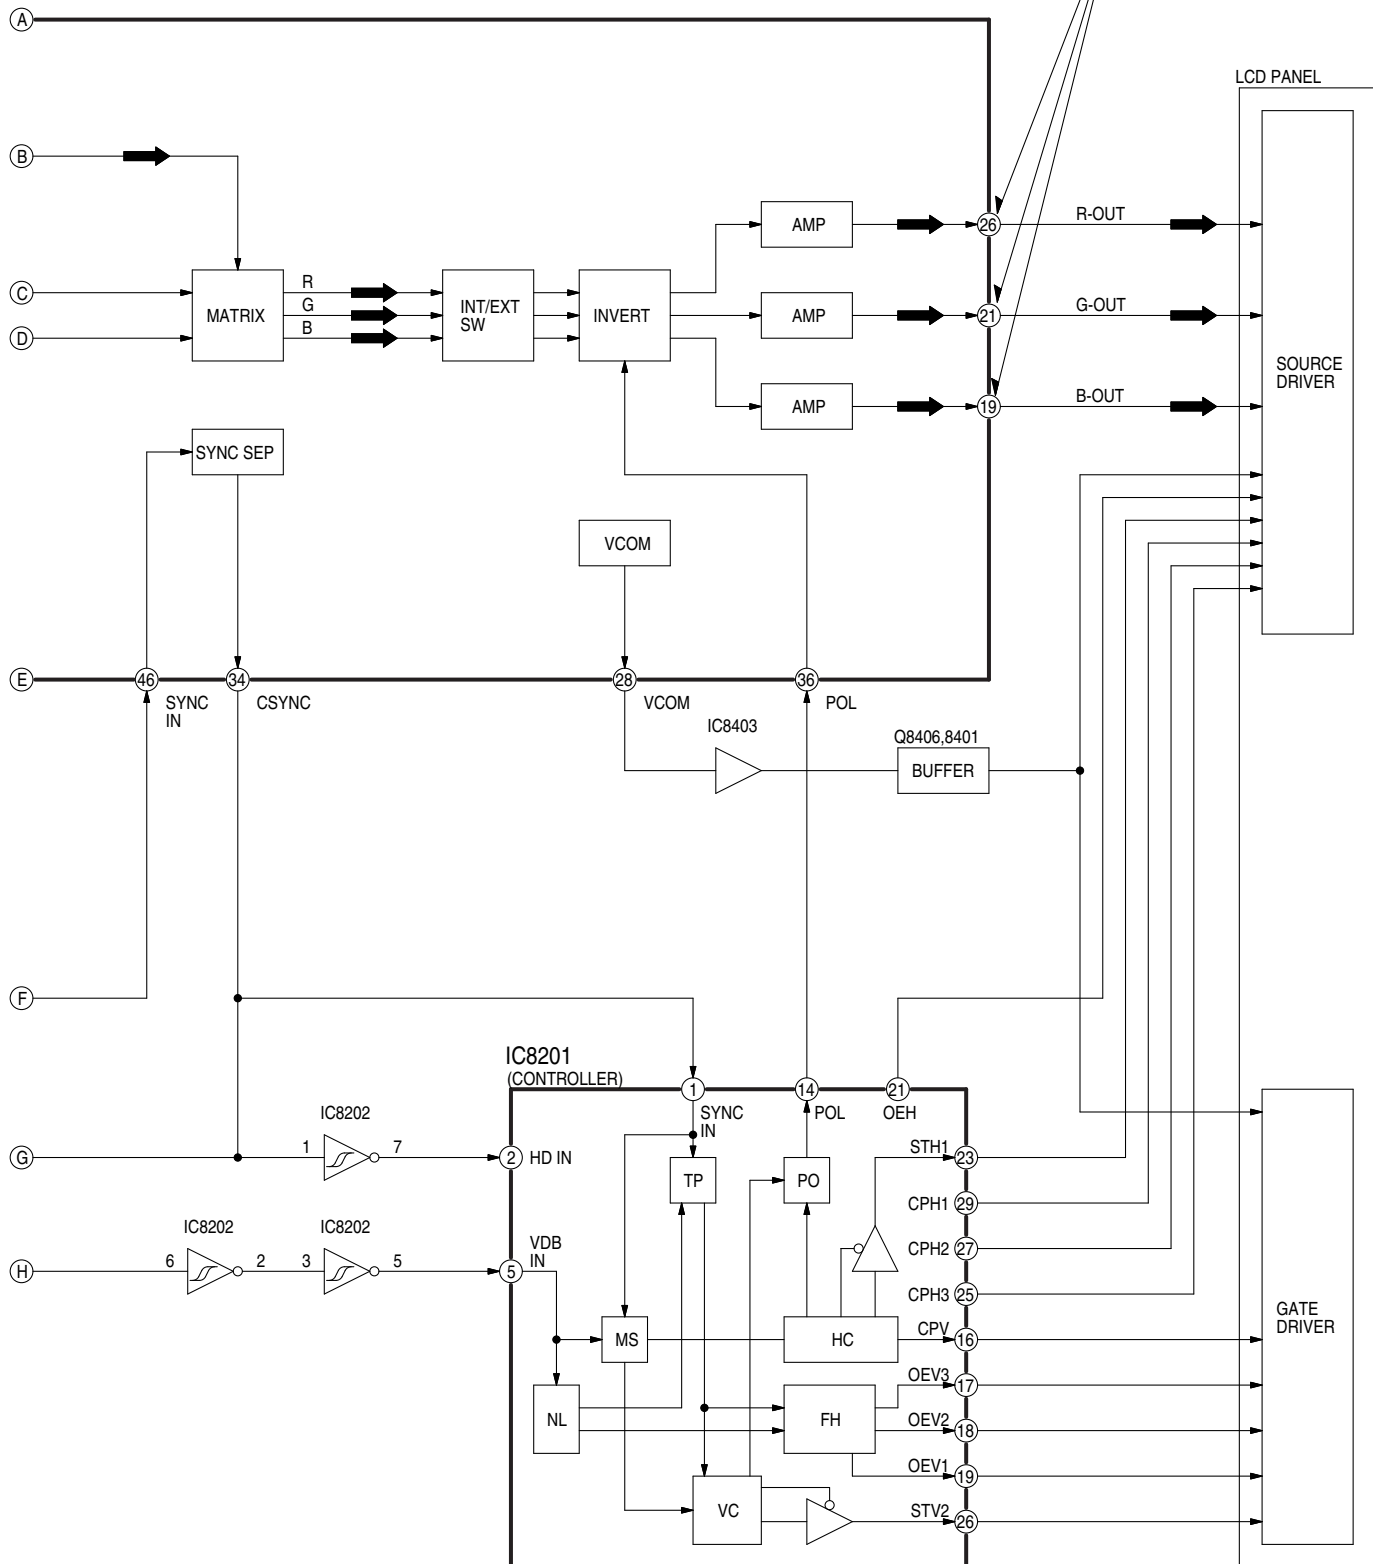 A
LCD PANEL
B
AMP
26
R-OUT
C
R
G
B
MATRIX
INT/EXT
SW
INVERT
AMP
21
G-OUT
D
SOURCE
DRIVER
AMP
19
B-OUT
SYNC SEP
VCOM
E
46
34
28
36
SYNC
IN
CSYNC
VCOM
POL
IC8403
Q8406,8401
BUFFER
F
IC8201
(CONTROLLER)
1
14
21
SYNC
IN
POL
OEH
IC8202
G
1
7
2
HD IN
STH1
23
TP
PO
CPH1
29
IC8202
IC8202
VDB
IN
CPH2
27
H
6
2
3
5
5
CPH3
25
GATE
DRIVER
MS
HC
CPV
16
OEV3
17
NL
FH
OEV2
18
OEV1
19
VC
STV2
26